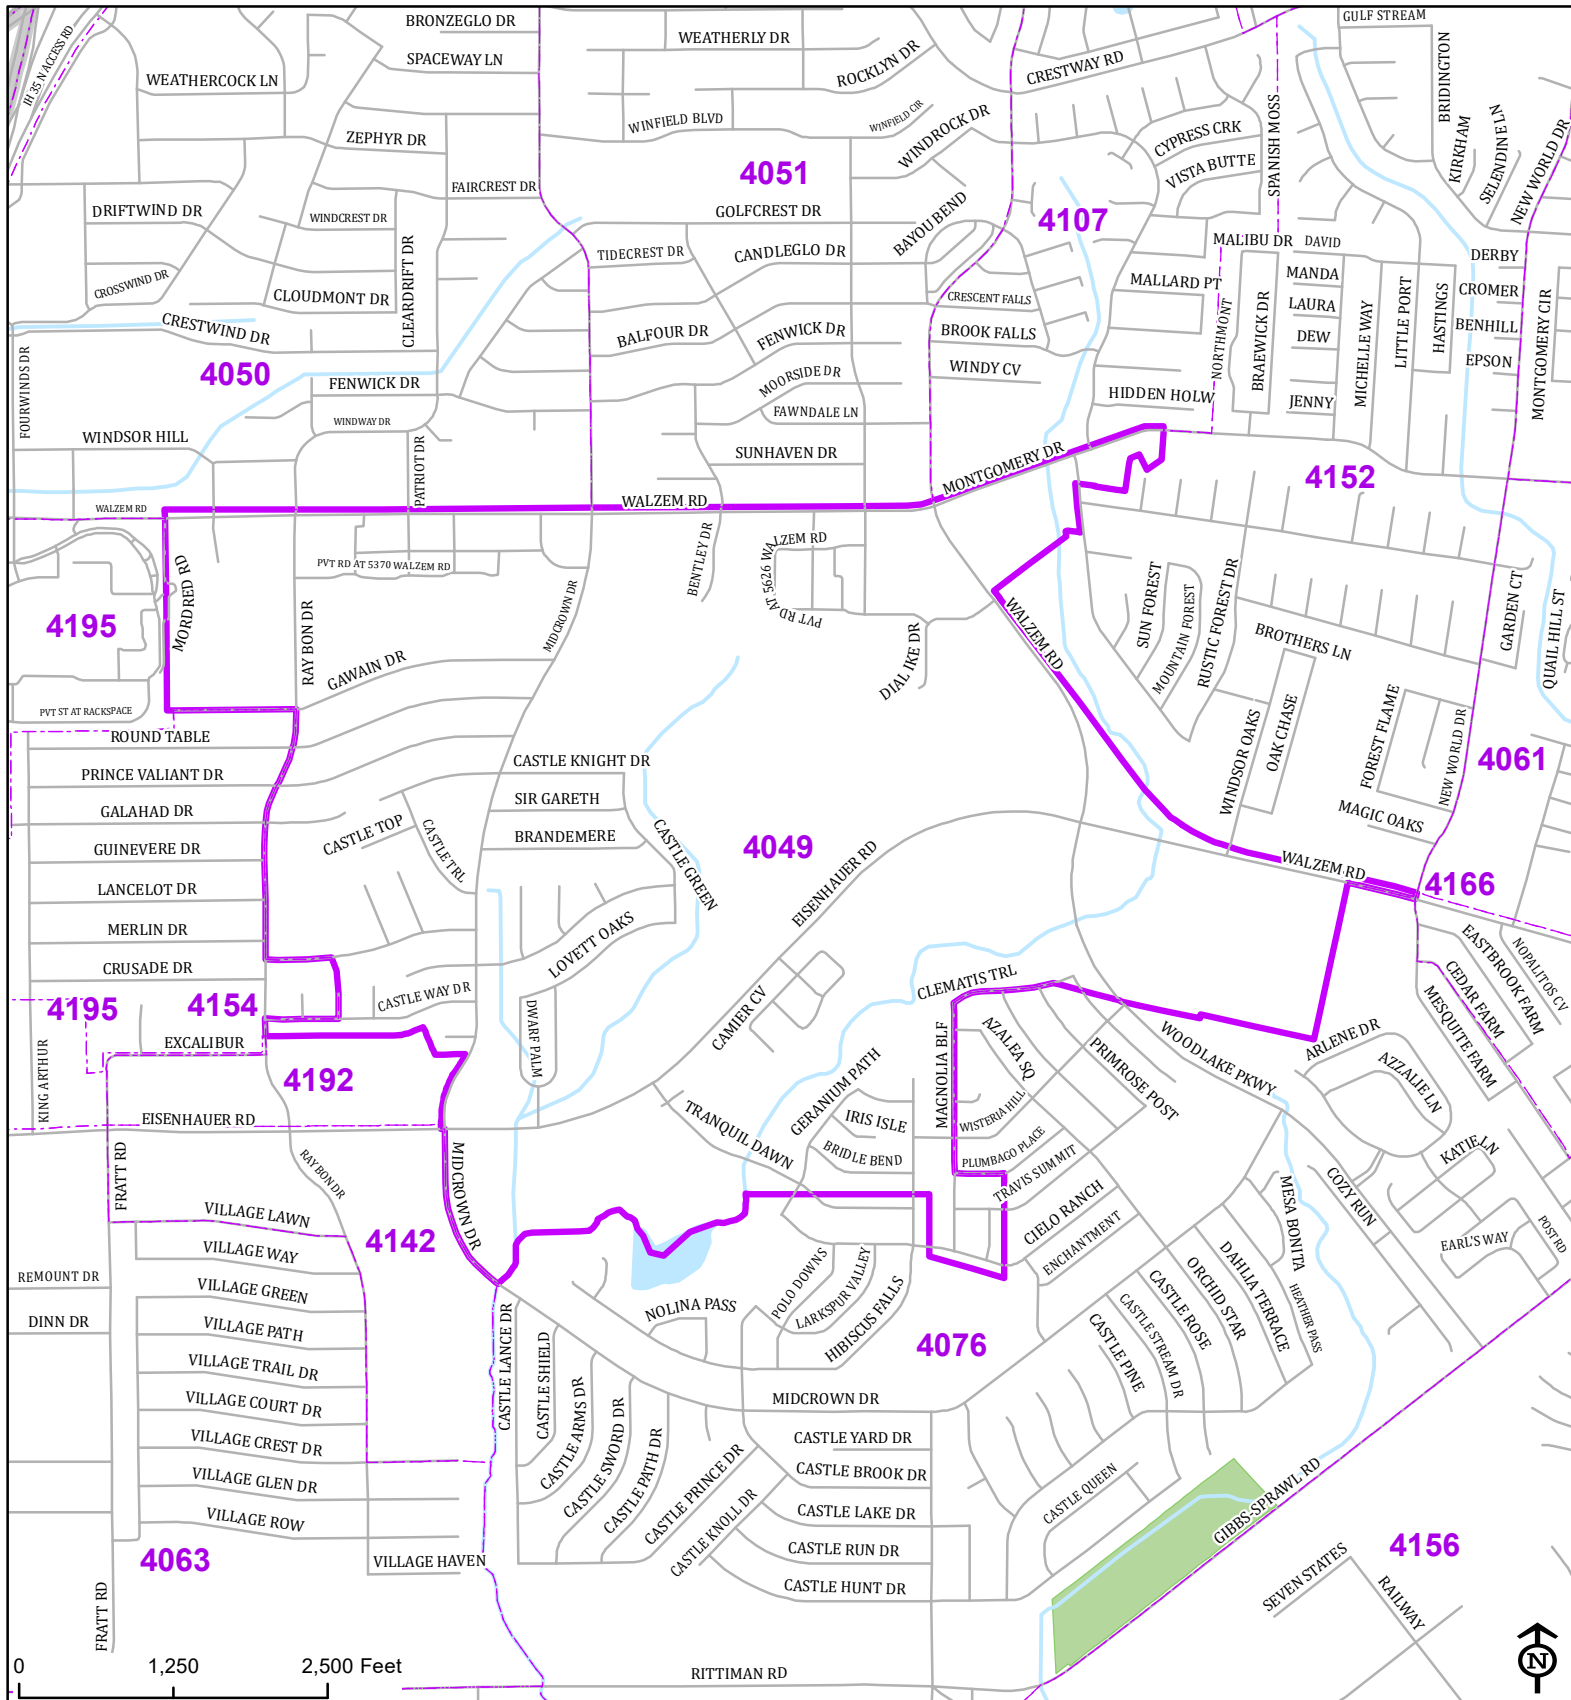 BRONZEGLO DR
SPACEWAY LN
WEATHERLY DR
ROCKLYN DR
CRESTWAY RD
GULF STREAM
IH 35 N ACCESS RD
WEATHERCOCK LN
ZEPHYR DR
WINFIELD BLVD
WINFIELD CIR
WINDROCK DR
CYPRESS CRK
VISTA BUTTE
SPANISH MOSS
BRIDINGTON
KIRKHAM
SELENDINE LN
NEW WORLD DR
4051
FAIRCREST DR
DRIFTWIND DR
WINDCREST DR
GOLFCREST DR
BAYOU BEND
4107
MALIBU DR
DAVID
CLEARDRIFT DR
TIDECREST DR
CANDLEGLO DR
MALLARD PT
MANDA
DERBY
CROSSWIND DR
CLOUDMONT DR
CRESCENT FALLS
LAURA
CROMER
CRESTWIND DR
BALFOUR DR
FENWICK DR
BROOK FALLS
NORTHMONT
BRAEWICK DR
DEW
MICHELLE WAY
LITTLE PORT
HASTINGS
BENHILL
MONTGOMERY CIR
FOURWINDS DR
4050
FENWICK DR
MOORSIDE DR
WINDY CV
EPSON
WINDWAY DR
FAWNDALE LN
HIDDEN HOLW
JENNY
WINDSOR HILL
PATRIOT DR
SUNHAVEN DR
MONTGOMERY DR
4152
WALZEM RD
WALZEM RD
BENTLEY DR
PVT RD AT 5626 WALZEM RD
PVT RD AT 5626 WALZEM RD
PVT RD AT 5370 WALZEM RD
MORDRED RD
MIDCROWN DR
RAY BON DR
4195
SUN FOREST
MOUNTAIN FOREST
RUSTIC FOREST DR
BROTHERS LN
GARDEN CT
QUAIL HILL ST
WALZEM RD
DIAL IKE DR
GAWAIN DR
PVT ST AT RACKSPACE
ROUND TABLE
PRINCE VALIANT DR
GALAHAD DR
GUINEVERE DR
LANCELOT DR
MERLIN DR
CRUSADE DR
CASTLE KNIGHT DR
SIR GARETH
BRANDEMERE
CASTLE TOP
CASTLE TRL
CASTLE GREEN
4049
EISENHAUER RD
WINDSOR OAKS
OAK CHASE
FOREST FLAME
NEW WORLD DR
4061
MAGIC OAKS
WALZEM RD
4166
LOVETT OAKS
CLEMATIS TRL
EASTBROOK FARM
NOPALITOS CV
CEDAR FARM
MESQUITE FARM
4195
4154
CASTLE WAY DR
CAMIER CV
DWARF PALM
AZALEA SQ
PRIMROSE POST
WOODLAKE PKWY
ARLENE DR
AZZALIE LN
EXCALIBUR
KING ARTHUR
4192
MAGNOLIA BLF
GERANIUM PATH
IRIS ISLE
WISTERIA HILL
EISENHAUER RD
TRANQUIL DAWN
BRIDLE BEND
PLUMBAGO PLACE
TRAVIS SUMMIT
KATIE LN
FRATT RD
RAY BON DR
MIDCROWN DR
CIELO RANCH
MESA BONITA
COZY RUN
VILLAGE LAWN
4142
ENCHANTMENT
EARL'S WAY
POST RD
VILLAGE WAY
POLO DOWNS
LARKSPUR VALLEY
HIBISCUS FALLS
DAHLIA TERRACE
ORCHID STAR
CASTLE ROSE
CASTLE STREAM DR
CASTLE PINE
HEATHER PASS
REMOUNT DR
VILLAGE GREEN
NOLINA PASS
4076
DINN DR
VILLAGE PATH
CASTLE LANCE DR
CASTLE SHIELD
VILLAGE TRAIL DR
CASTLE ARMS DR
CASTLE SWORD DR
CASTLE PATH DR
MIDCROWN DR
VILLAGE COURT DR
VILLAGE CREST DR
CASTLE PRINCE DR
CASTLE YARD DR
CASTLE BROOK DR
VILLAGE GLEN DR
CASTLE KNOLL DR
CASTLE QUEEN
GIBBS-SPRAWL RD
VILLAGE ROW
CASTLE LAKE DR
4063
VILLAGE HAVEN
CASTLE RUN DR
4156
CASTLE HUNT DR
SEVEN STATES
RAILWAY
FRATT RD
0 1,250 2,500 Feet
RITTIMAN RD
N